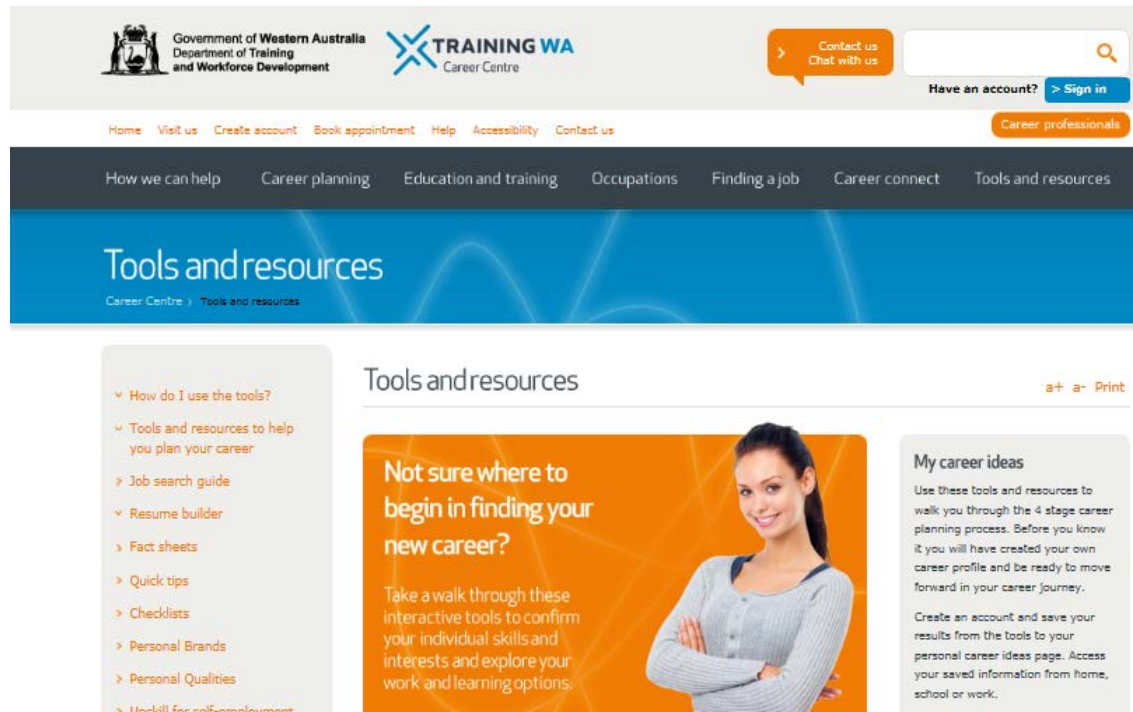 Government of Western Australia
Department of Training
and Workforce Development
TRAINING WA
Career Centre
Contact us
Chat with us
Have an account?
> Sign in
Home Visit us Create account Book appointment Help Accessibility Contact us
Career professionals
How we can help Career planning Education and training Occupations Finding a job Career connect Tools and resources
Tools and resources
Career Centre > Tools and resources
How do I use the tools?
Tools and resources to help
you plan your career
Job search guide
Resume builder
Fact sheets
Quick tips
Checklists
Personal Brands
Personal Qualities
Upskill for self-employment
Tools and resources
a+ a- Print
Not sure where to
begin in finding your
new career?
Take a walk through these
interactive tools to confirm
your individual skills and
interests and explore your
work and learning options.
My career ideas
Use these tools and resources to
walk you through the 4 stage career
planning process. Before you know
it you will have created your own
career profile and be ready to move
forward in your career journey.
Create an account and save your
results from the tools to your
personal career ideas page. Access
your saved information from home,
school or work.